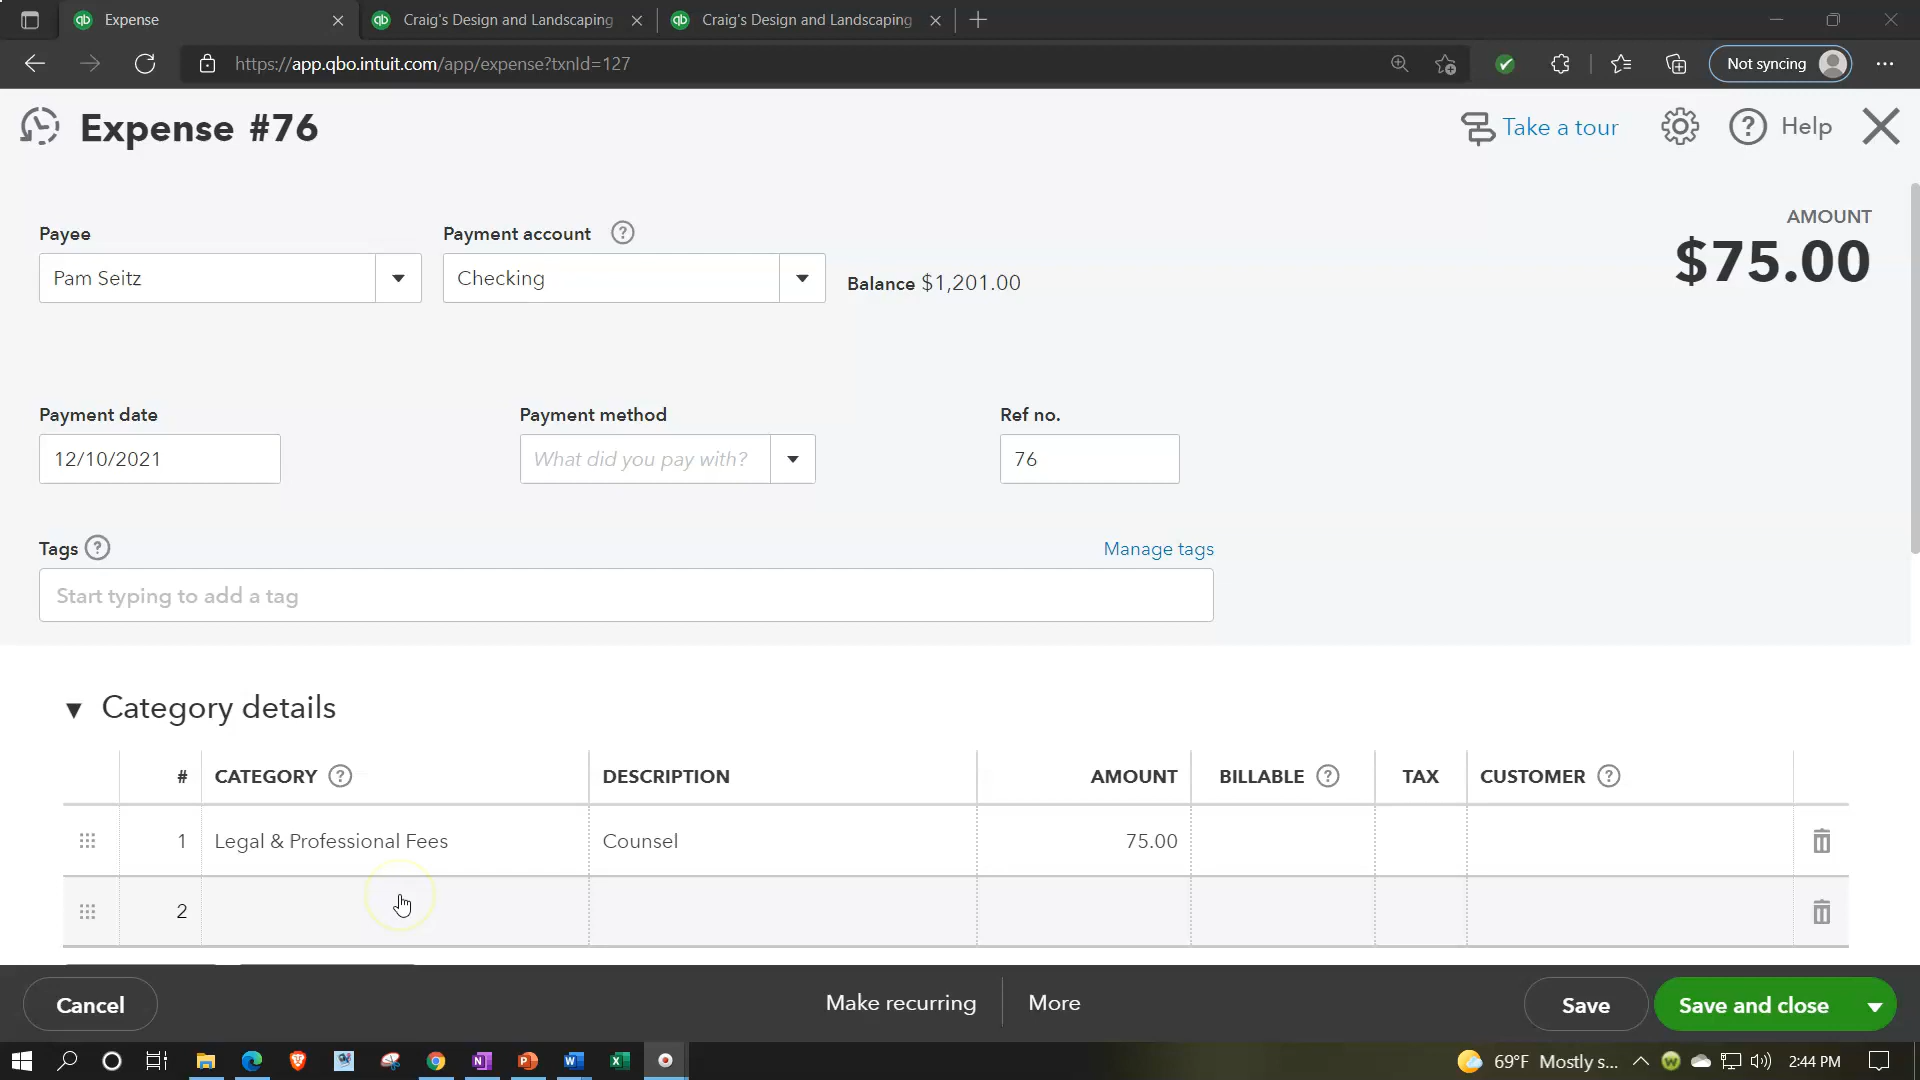 Expense
Craig's Design and Landscaping
Craig's Design and Landscaping
https://app.qbo.intuit.com/app/expense?txnId=127
Not syncing
Expense #76
Take a tour
Help
Payee
Payment account
AMOUNT
Pam Seitz
Checking
Balance $1,201.00
$75.00
Payment date
Payment method
Ref no.
12/10/2021
What did you pay with?
76
Tags
Manage tags
Start typing to add a tag
Category details
# CATEGORY DESCRIPTION AMOUNT BILLABLE TAX CUSTOMER
1 Legal & Professional Fees Counsel 75.00
2
Cancel
Make recurring
More
Save
Save and close
69°F Mostly s...
2:44 PM